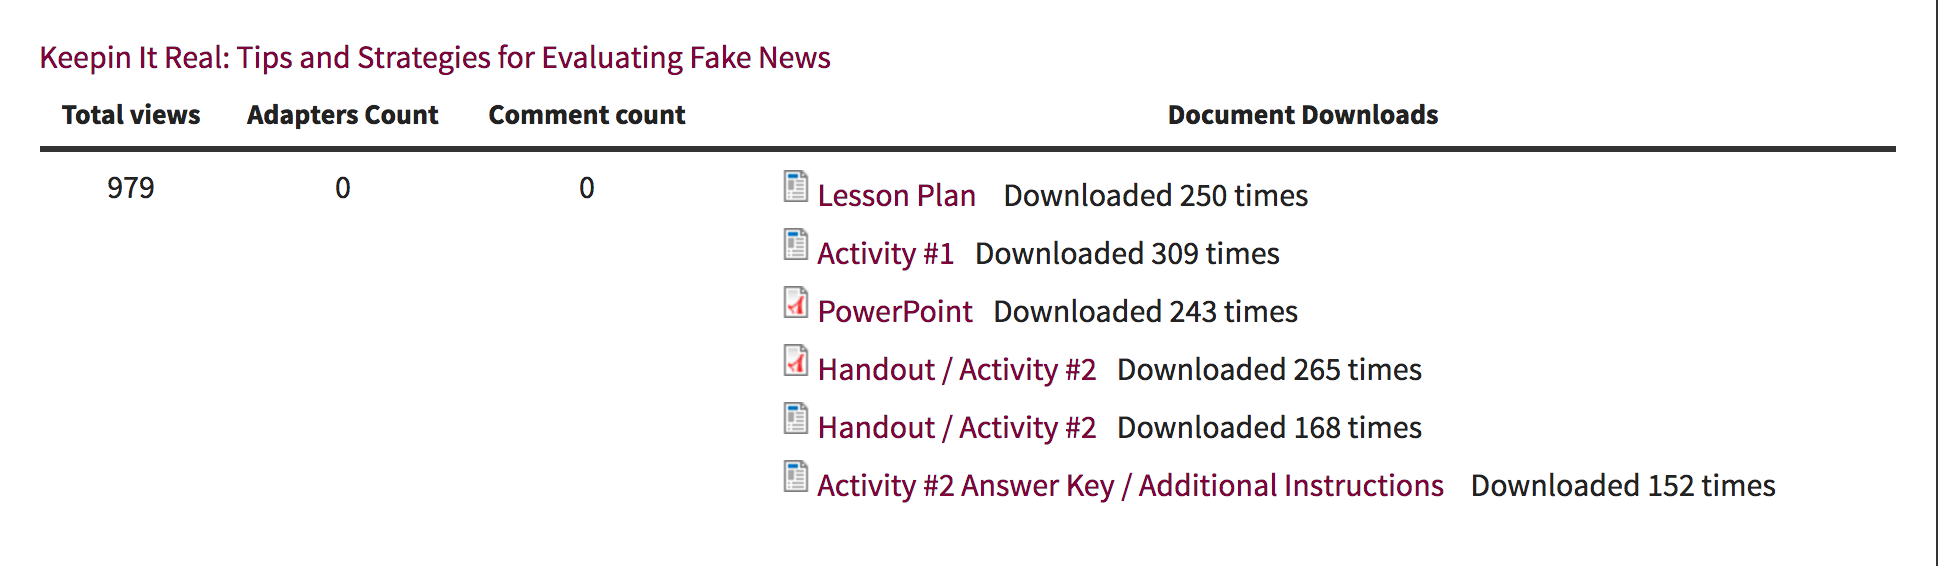 Keepin It Real: Tips and Strategies for Evaluating Fake News
Total views Adapters Count Comment count Document Downloads
979 0 0 Lesson Plan Downloaded 250 times
Activity #1 Downloaded 309 times
PowerPoint Downloaded 243 times
Handout / Activity #2 Downloaded 265 times
Handout / Activity #2 Downloaded 168 times
Activity #2 Answer Key / Additional Instructions Downloaded 152 times